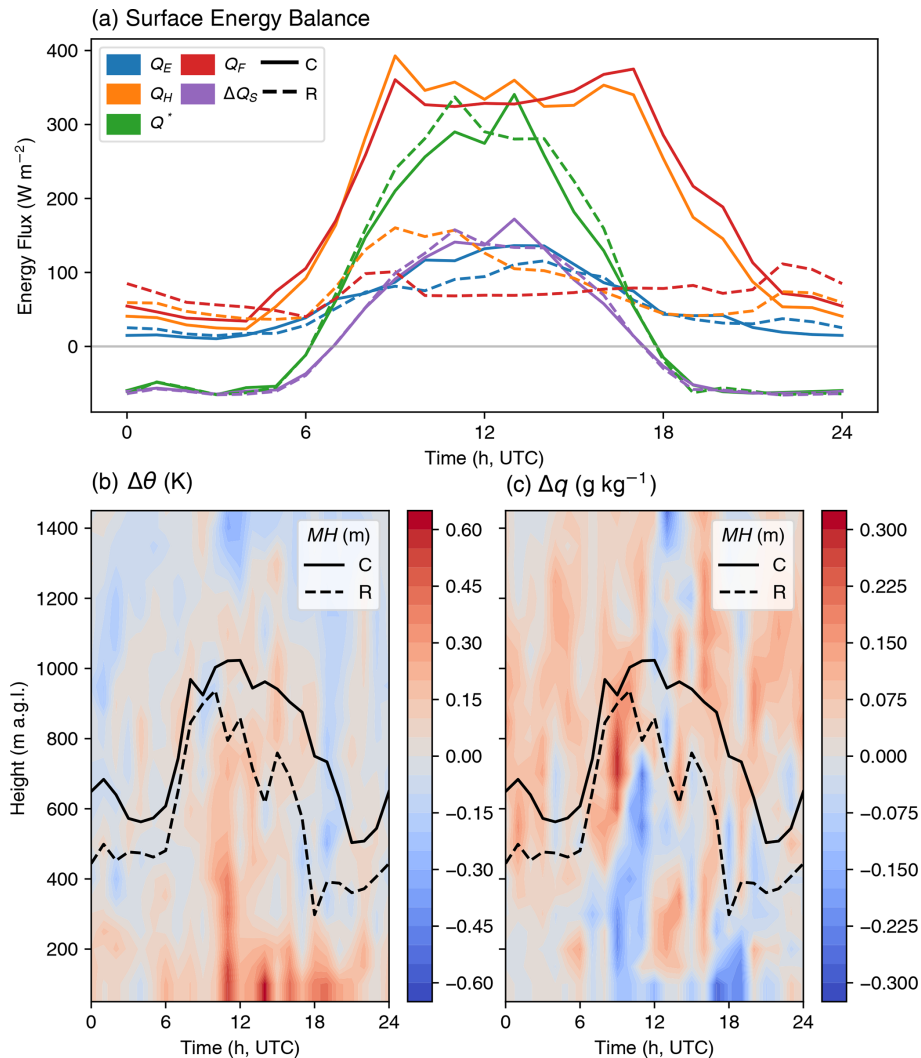 (a) Surface Energy Balance
400
300
200
100
0
Energy Flux (W m⁻²)
Q_E Q_F C
Q_H ΔQ_S R
Q*
0 6 12 18 24
Time (h, UTC)
(b) Δθ (K)
1400
1200
1000
800
600
400
200
Height (m a.g.l.)
MH (m)
C
R
0 6 12 18 24
Time (h, UTC)
0.60
0.45
0.30
0.15
0.00
−0.15
−0.30
−0.45
−0.60
(c) Δq (g kg⁻¹)
MH (m)
C
R
0 6 12 18 24
Time (h, UTC)
0.300
0.225
0.150
0.075
0.000
−0.075
−0.150
−0.225
−0.300